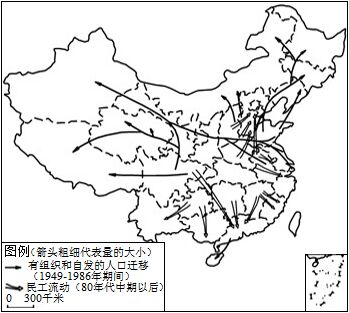 图例(箭头粗细代表量的大小)
有组织和自发的人口迁移
(1949-1986年期间)
民工流动(80年代中期以后)
0 300千米